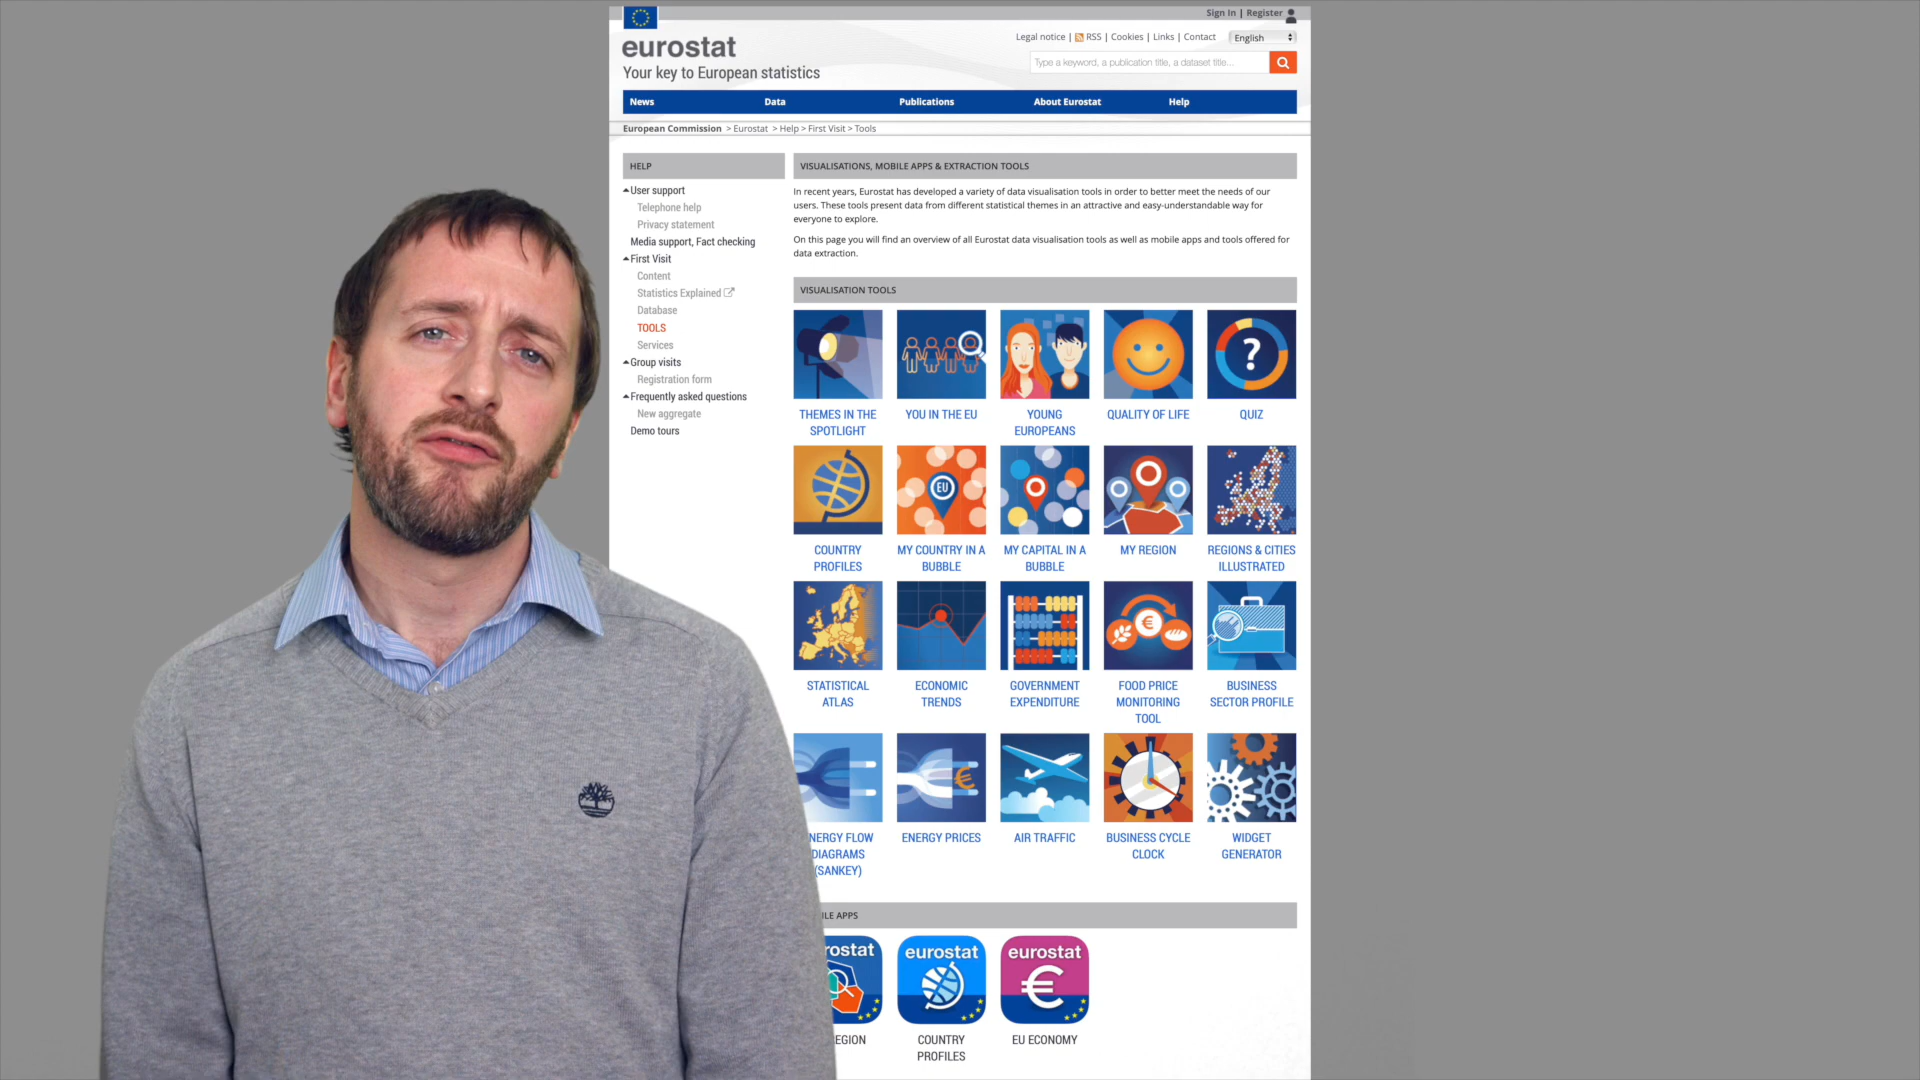 Sign In | Register
eurostat
Your key to European statistics
Legal notice | RSS | Cookies | Links | Contact
English
Type a keyword, a publication title, a dataset title...
News Data Publications About Eurostat Help
European Commission > Eurostat > Help > First Visit > Tools
HELP
User support
Telephone help
Privacy statement
Media support, Fact checking
First Visit
Content
Statistics Explained
Database
TOOLS
Services
Group visits
Registration form
Frequently asked questions
New aggregate
Demo tours
VISUALISATIONS, MOBILE APPS & EXTRACTION TOOLS
In recent years, Eurostat has developed a variety of data visualisation tools in order to better meet the needs of our
users. These tools present data from different statistical themes in an attractive and easy-understandable way for
everyone to explore.
On this page you will find an overview of all Eurostat data visualisation tools as well as mobile apps and tools offered for
data extraction.
VISUALISATION TOOLS
?
THEMES IN THE
SPOTLIGHT
YOU IN THE EU
YOUNG
EUROPEANS
QUALITY OF LIFE
QUIZ
EU
COUNTRY
PROFILES
MY COUNTRY IN A
BUBBLE
MY CAPITAL IN A
BUBBLE
MY REGION
REGIONS & CITIES
ILLUSTRATED
€
STATISTICAL
ATLAS
ECONOMIC
TRENDS
GOVERNMENT
EXPENDITURE
FOOD PRICE
MONITORING
TOOL
BUSINESS
SECTOR PROFILE
€
NERGY FLOW
DIAGRAMS
(SANKEY)
ENERGY PRICES
AIR TRAFFIC
BUSINESS CYCLE
CLOCK
WIDGET
GENERATOR
ILE APPS
rostat
eurostat
eurostat
€
EGION
COUNTRY
PROFILES
EU ECONOMY